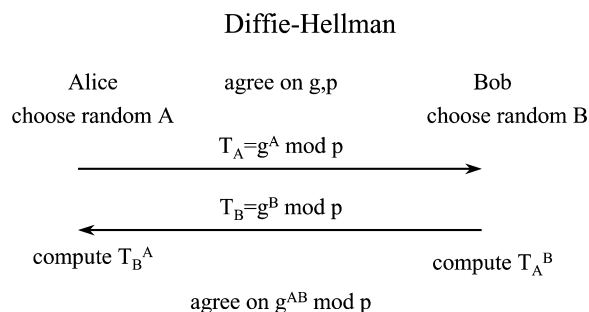 Diffie-Hellman
Alice agree on g,p Bob
choose random A choose random B
T_A=g^A mod p
T_B=g^B mod p
compute T_B^A compute T_A^B
agree on g^AB mod p